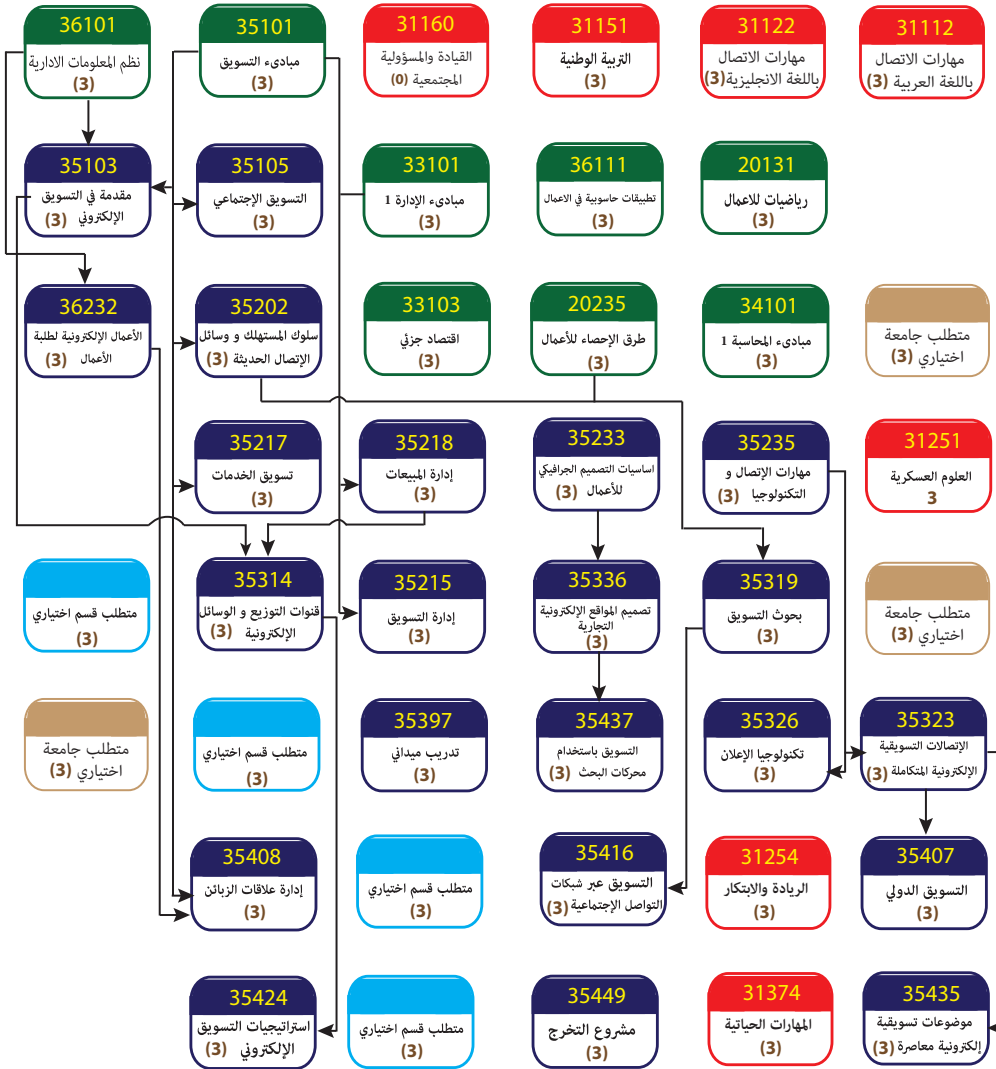 31112
مهارات الاتصال
باللغة العربية (3)
31122
مهارات الاتصال
باللغة الانجليزية (3)
31151
التربية الوطنية
(3)
31160
القيادة والمسؤولية
المجتمعية (0)
35101
مبادىء التسويق
(3)
36101
نظم المعلومات الادارية
(3)
20131
رياضيات للاعمال
(3)
36111
تطبيقات حاسوبية في الاعمال
(3)
33101
مبادىء الإدارة 1
(3)
35105
التسويق الإجتماعي
(3)
35103
مقدمة في التسويق
الإلكتروني (3)
متطلب جامعة
اختياري (3)
34101
مبادىء المحاسبة 1
(3)
20235
طرق الإحصاء للأعمال
(3)
33103
اقتصاد جزئي
(3)
35202
سلوك المستهلك و وسائل
الإتصال الحديثة (3)
36232
الأعمال الإلكترونية لطلبة
الأعمال (3)
31251
العلوم العسكرية
3
35235
مهارات الإتصال و
التكنولوجيا (3)
35233
اساسيات التصميم الجرافيكي
للأعمال (3)
35218
إدارة المبيعات
(3)
35217
تسويق الخدمات
(3)
متطلب جامعة
اختياري (3)
35319
بحوث التسويق
(3)
35336
تصميم المواقع الإلكترونية
التجارية
(3)
35215
إدارة التسويق
(3)
35314
قنوات التوزيع و الوسائل
الإلكترونية (3)
متطلب قسم اختياري
(3)
35323
الإتصالات التسويقية
الإلكترونية المتكاملة (3)
35326
تكنولوجيا الإعلان
(3)
35437
التسويق باستخدام
محركات البحث (3)
35397
تدريب ميداني
(3)
متطلب قسم اختياري
(3)
متطلب جامعة
اختياري (3)
35407
التسويق الدولي
(3)
31254
الريادة والابتكار
(3)
35416
التسويق عبر شبكات
التواصل الإجتماعية (3)
متطلب قسم اختياري
(3)
35408
إدارة علاقات الزبائن
(3)
35435
موضوعات تسويقية
إلكترونية معاصرة (3)
31374
المهارات الحياتية
(3)
35449
مشروع التخرج
(3)
متطلب قسم اختياري
(3)
35424
استراتيجيات التسويق
الإلكتروني (3)